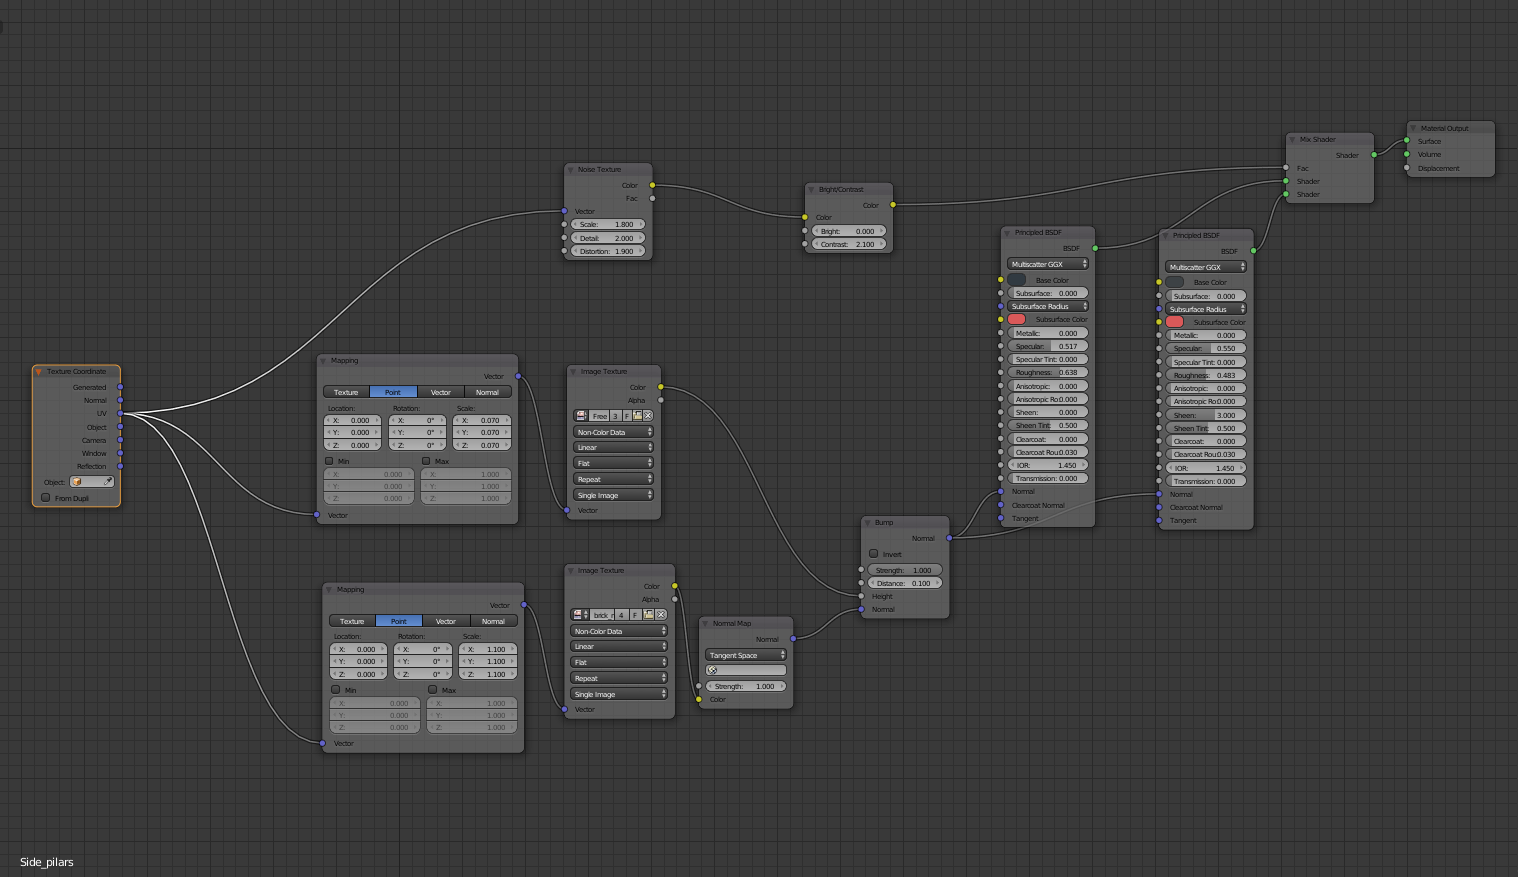 Texture Coordinate
Generated
Normal
UV
Object
Camera
Window
Reflection
Object:
From Dupli
Mapping
Vector
Texture Point Vector Normal
Location: Rotation: Scale:
X: 0.000 X: 0° X: 0.070
Y: 0.000 Y: 0° Y: 0.070
Z: 0.000 Z: 0° Z: 0.070
Min Max
X: 0.000 X: 1.000
Y: 0.000 Y: 1.000
Z: 0.000 Z: 1.000
Vector
Mapping
Vector
Texture Point Vector Normal
Location: Rotation: Scale:
X: 0.000 X: 0° X: 1.100
Y: 0.000 Y: 0° Y: 1.100
Z: 0.000 Z: 0° Z: 1.100
Min Max
X: 0.000 X: 1.000
Y: 0.000 Y: 1.000
Z: 0.000 Z: 1.000
Vector
Noise Texture
Color
Fac
Vector
Scale: 1.800
Detail: 2.000
Distortion: 1.900
Image Texture
Color
Alpha
Free 3 F
Non-Color Data
Linear
Flat
Repeat
Single Image
Vector
Image Texture
Color
Alpha
brick_r 4 F
Non-Color Data
Linear
Flat
Repeat
Single Image
Vector
Normal Map
Normal
Tangent Space
Strength: 1.000
Color
Bright/Contrast
Color
Color
Bright: 0.000
Contrast: 2.100
Bump
Normal
Invert
Strength: 1.000
Distance: 0.100
Height
Normal
Principled BSDF
BSDF
Multiscatter GGX
Base Color
Subsurface: 0.000
Subsurface Radius
Subsurface Color
Metallic: 0.000
Specular: 0.517
Specular Tint: 0.000
Roughness: 0.638
Anisotropic: 0.000
Anisotropic Ro:0.000
Sheen: 0.000
Sheen Tint: 0.500
Clearcoat: 0.000
Clearcoat Rou:0.030
IOR: 1.450
Transmission: 0.000
Normal
Clearcoat Normal
Tangent
Principled BSDF
BSDF
Multiscatter GGX
Base Color
Subsurface: 0.000
Subsurface Radius
Subsurface Color
Metallic: 0.000
Specular: 0.550
Specular Tint: 0.000
Roughness: 0.483
Anisotropic: 0.000
Anisotropic Ro:0.000
Sheen: 3.000
Sheen Tint: 0.500
Clearcoat: 0.000
Clearcoat Rou:0.030
IOR: 1.450
Transmission: 0.000
Normal
Clearcoat Normal
Tangent
Mix Shader
Shader
Fac
Shader
Shader
Material Output
Surface
Volume
Displacement
Side_pilars